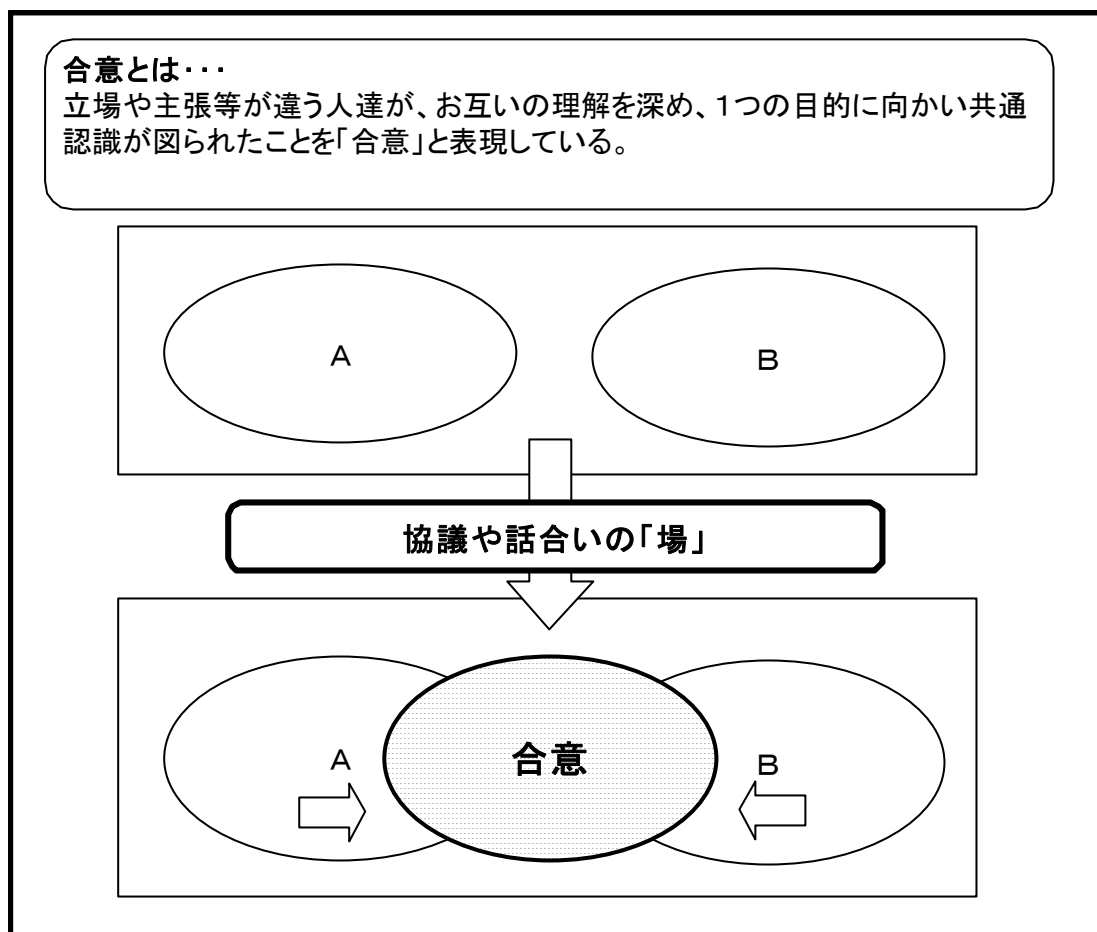 合意とは・・・
立場や主張等が違う人達が、お互いの理解を深め、１つの目的に向かい共通
認識が図られたことを「合意」と表現している。
Ａ
Ｂ
協議や話合いの「場」
Ａ
合意
Ｂ